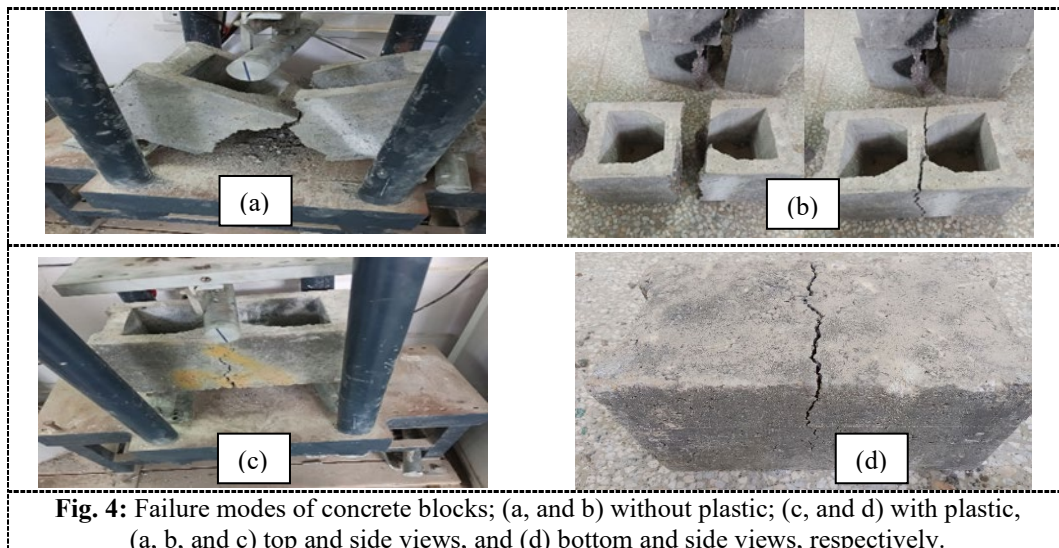 (a)
(b)
(c)
(d)
Fig. 4: Failure modes of concrete blocks; (a, and b) without plastic; (c, and d) with plastic,
(a, b, and c) top and side views, and (d) bottom and side views, respectively.